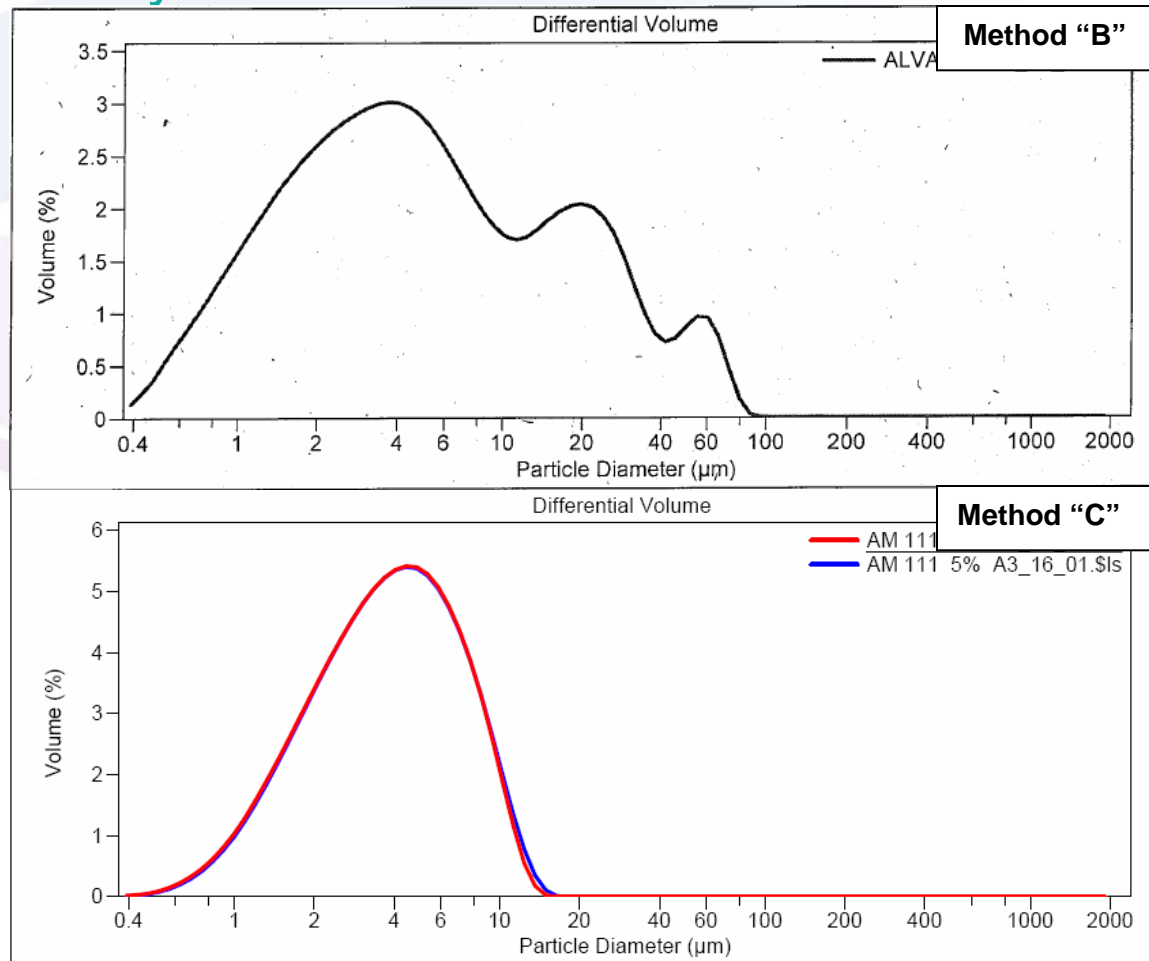 Differential Volume
Method “B”
ALVA
3.5
3
2.5
2
1.5
1
0.5
0
Volume (%)
0.4 1 2 4 6 10 20 40 60 100 200 400 1000 2000
Particle Diameter (µm)
Differential Volume
Method “C”
AM 111
AM 111 5% A3_16_01.$ls
6
5
4
3
2
1
0
Volume (%)
0.4 1 2 4 6 10 20 40 60 100 200 400 1000 2000
Particle Diameter (µm)